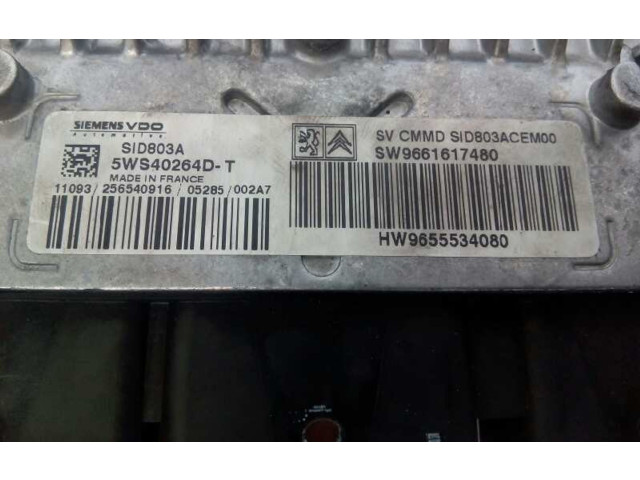 SIEMENS VDO
Automotive
SID803A
5WS40264D-T
MADE IN FRANCE
11093 / 256540916 / 05285 / 002A7
SV CMMD SID803ACEM00
SW9661617480
HW9655534080